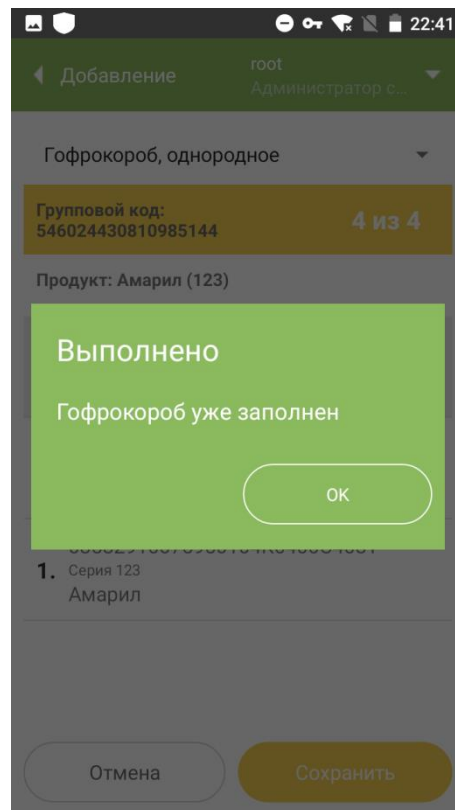 22:41
Добавление
root
Администратор с...
Гофрокороб, однородное
Групповой код:
546024430810985144
4 из 4
Продукт: Амарил (123)
Выполнено
Гофрокороб уже заполнен
OK
1.
Серия 123
Амарил
Отмена
Сохранить